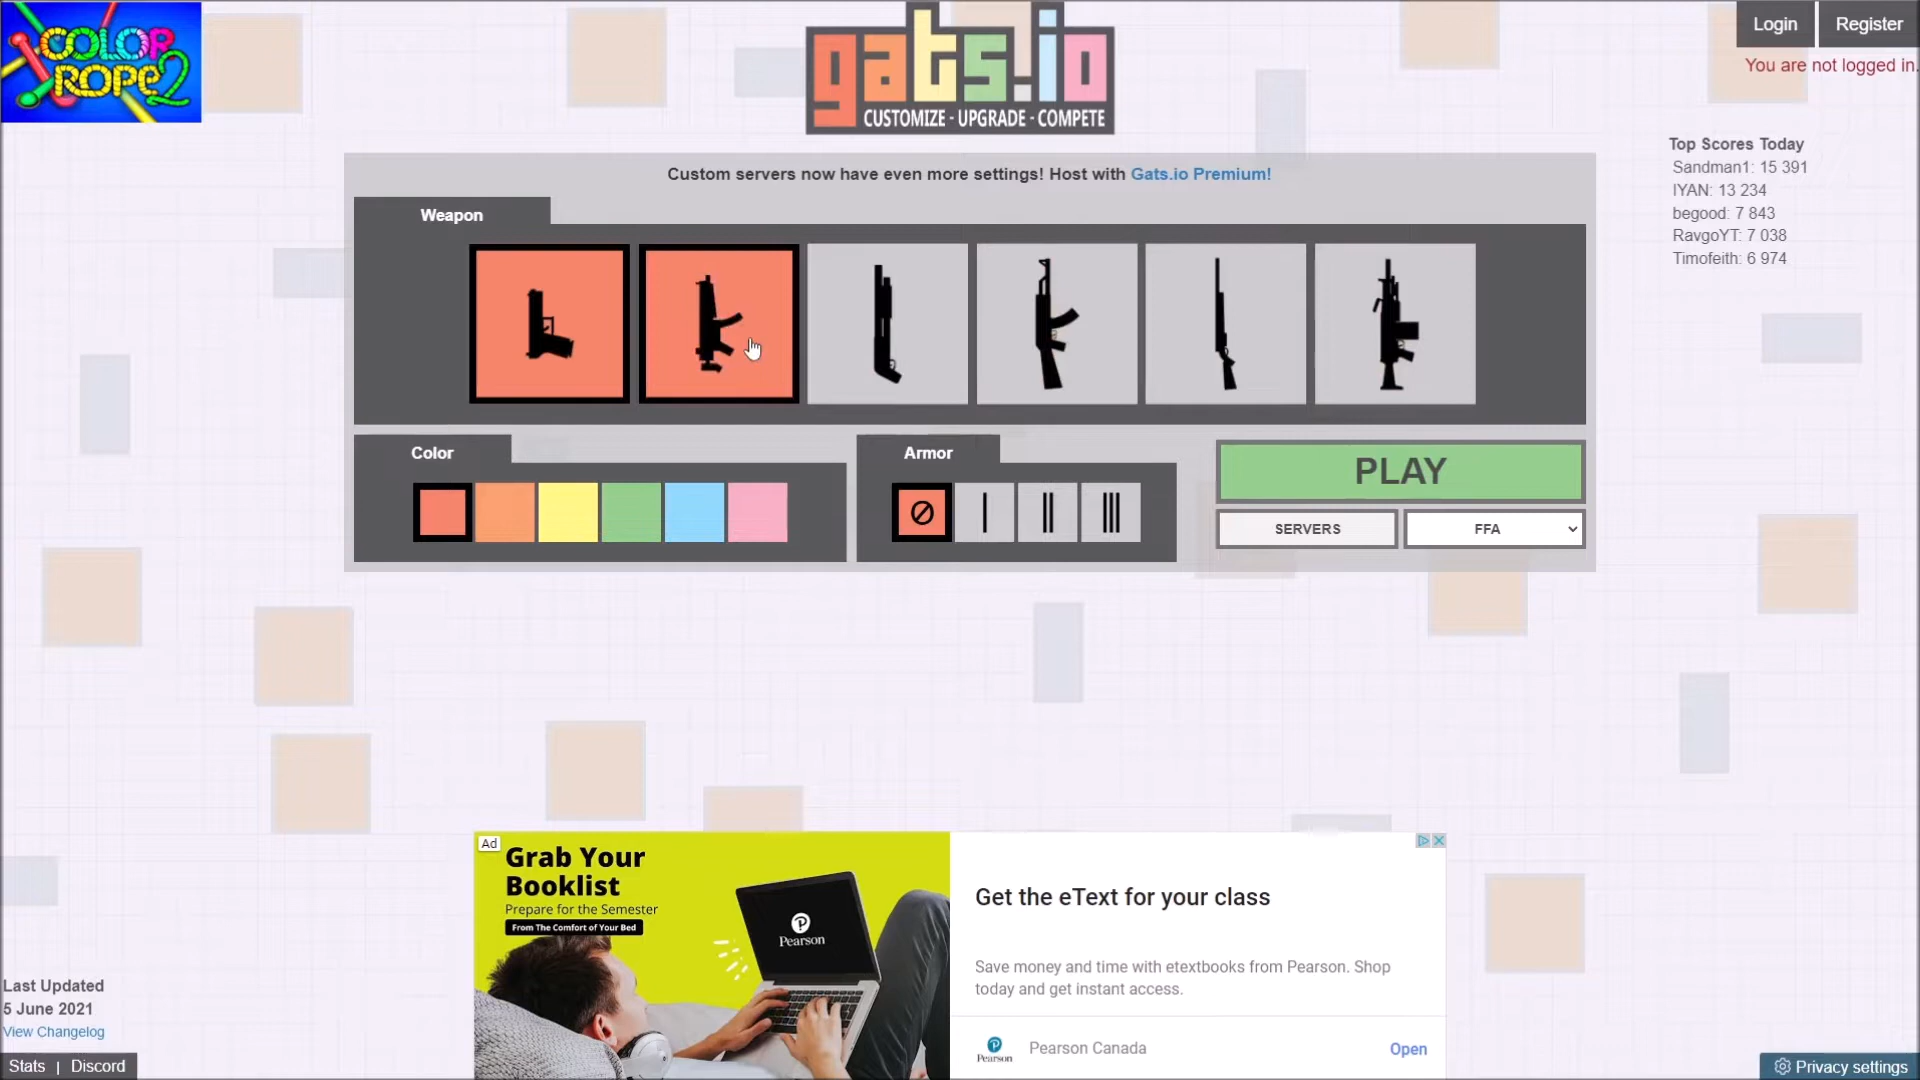 COLOR
ROPE2
gats.io
CUSTOMIZE - UPGRADE - COMPETE
Login
Register
You are not logged in.
Top Scores Today
Sandman1: 15 391
IYAN: 13 234
begood: 7 843
RavgoYT: 7 038
Timofeith: 6 974
Custom servers now have even more settings! Host with Gats.io Premium!
Weapon
Color
Armor
PLAY
SERVERS
FFA
Ad
Grab Your
Booklist
Prepare for the Semester
From The Comfort of Your Bed
Pearson
Get the eText for your class
Save money and time with etextbooks from Pearson. Shop
today and get instant access.
Pearson
Pearson Canada
Open
Last Updated
5 June 2021
View Changelog
Stats | Discord
Privacy settings